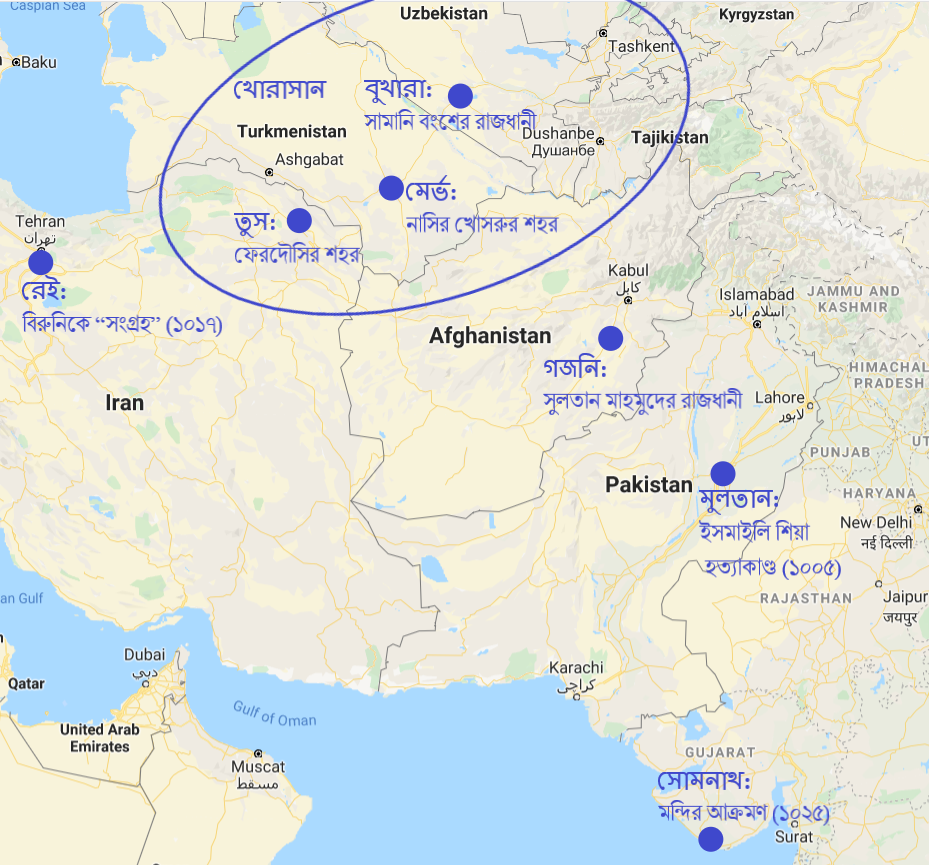 Caspian Sea
Uzbekistan
Kyrgyzstan
Baku
Tashkent
খোরাসান
বুখারা:
সামানি বংশের রাজধানী
Turkmenistan
Dushanbe
Душанбе
Tajikistan
Ashgabat
মের্ভ:
নাসির খোসরুর শহর
তুস:
ফেরদৌসির শহর
Tehran
تهران
রেই:
বিরুনিকে “সংগ্রহ” (১০১৭)
Kabul
کابل
Islamabad
اسلام آباد
JAMMU AND
KASHMIR
Afghanistan
গজনি:
সুলতান মাহমুদের রাজধানী
HIMACHAL
PRADESH
Iran
Lahore
لاہور
UT
PUNJAB
Pakistan
মুলতান:
ইসমাইলি শিয়া
হত্যাকাণ্ড (১০০৫)
HARYANA
New Delhi
नई दिल्ली
an Gulf
RAJASTHAN
Jaipur
जयपुर
Dubai
دبي
Karachi
کراچی
Qatar
Gulf of Oman
United Arab
Emirates
Muscat
مسقط
GUJARAT
সোমনাথ:
মন্দির আক্রমণ (১০২৫)
Surat